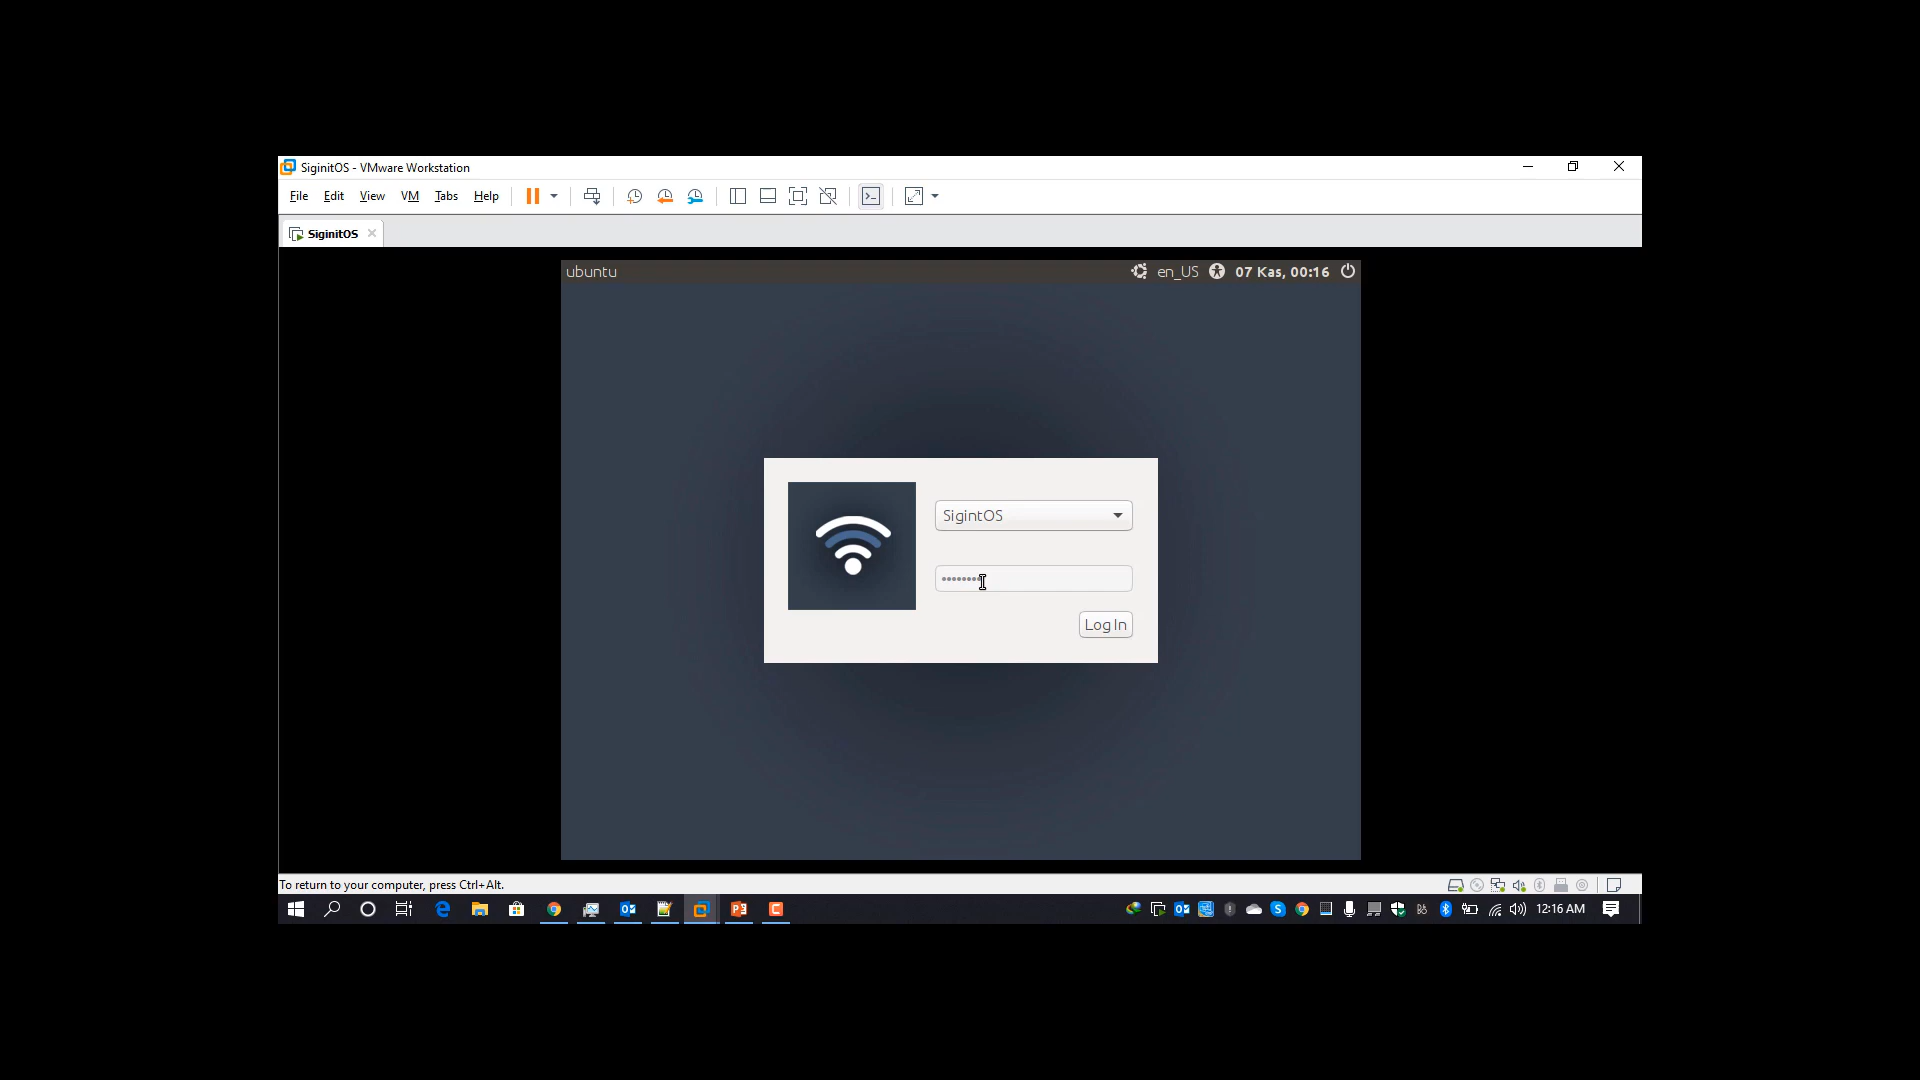 SiginitOS - VMware Workstation
File Edit View VM Tabs Help
SiginitOS
ubuntu en_US 07 Kas, 00:16
SigintOS
Log In
To return to your computer, press Ctrl+Alt.
12:16 AM